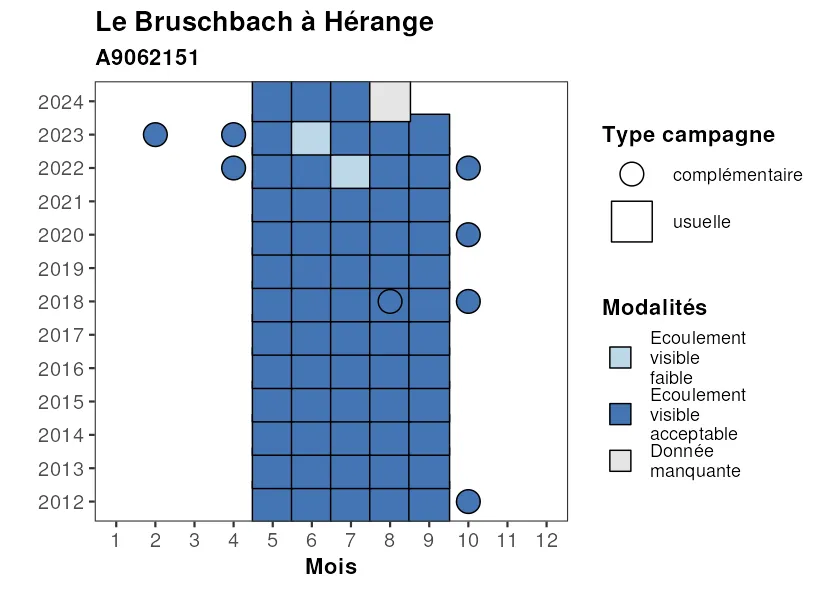 Le Bruschbach à Hérange
A9062151
2024
2023
2022
2021
2020
2019
2018
2017
2016
2015
2014
2013
2012
1 2 3 4 5 6 7 8 9 10 11 12
Mois
Type campagne
complémentaire
usuelle
Modalités
Ecoulement
visible
faible
Ecoulement
visible
acceptable
Donnée
manquante